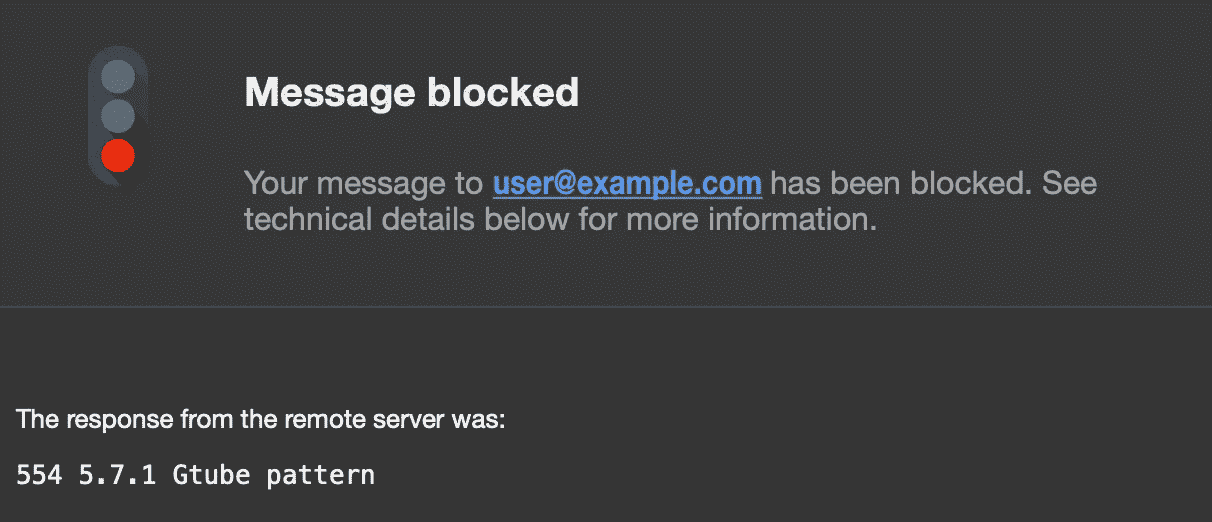 Message blocked
Your message to user@example.com has been blocked. See
technical details below for more information.
The response from the remote server was:
554 5.7.1 Gtube pattern